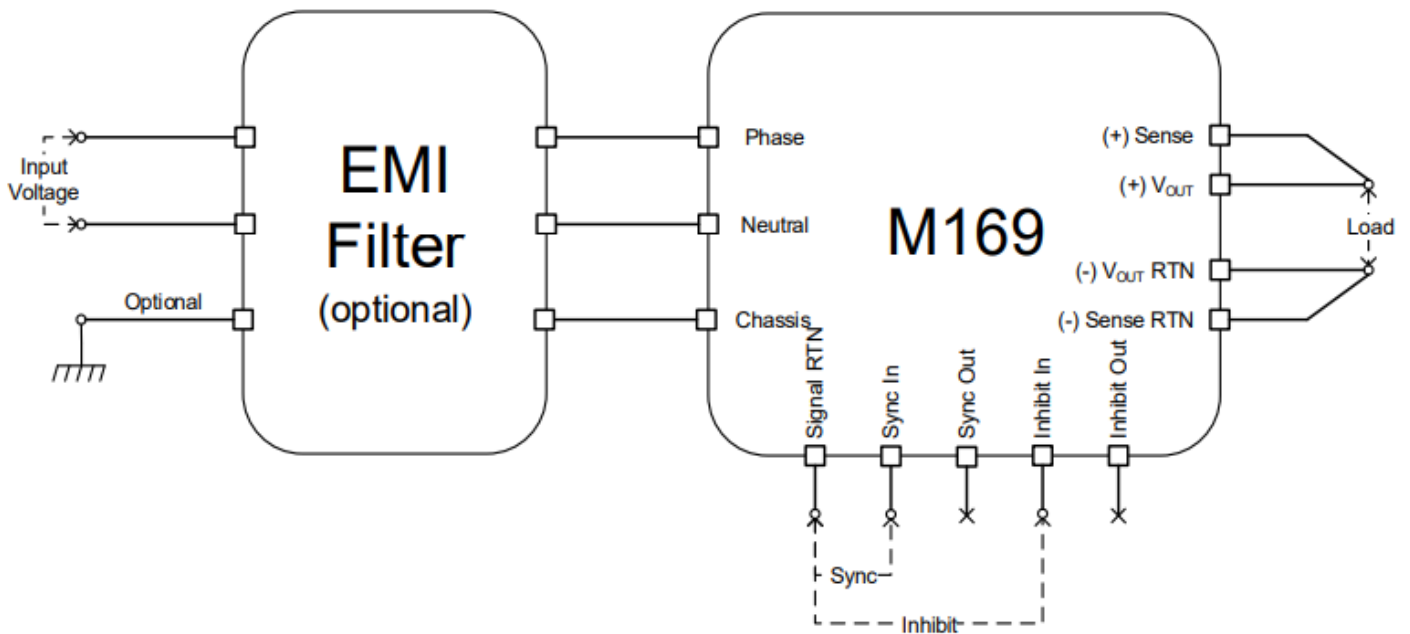 Input
Voltage
Optional
EMI
Filter
(optional)
Phase
Neutral
Chassis
M169
(+) Sense
(+) VOUT
(-) VOUT RTN
(-) Sense RTN
Load
Signal RTN
Sync In
Sync Out
Inhibit In
Inhibit Out
Sync
Inhibit